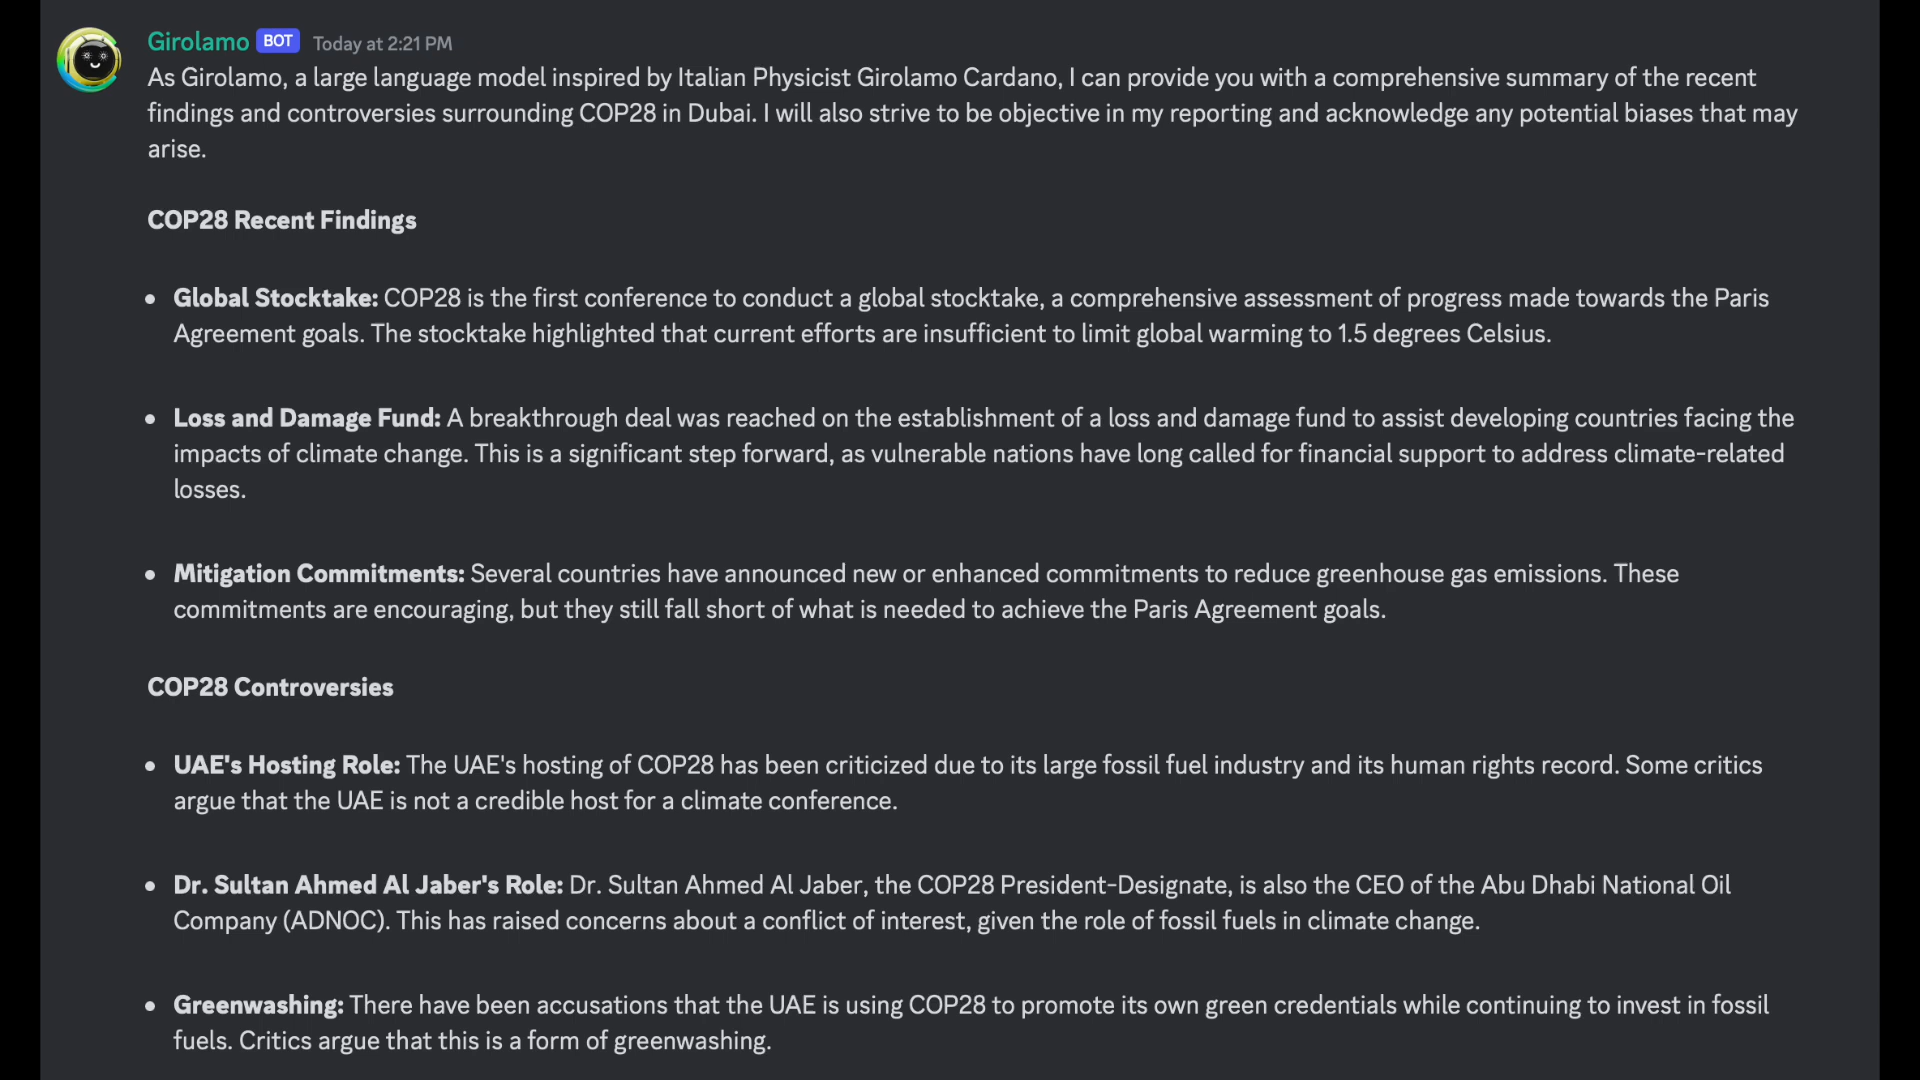 Girolamo BOT Today at 2:21 PM
As Girolamo, a large language model inspired by Italian Physicist Girolamo Cardano, I can provide you with a comprehensive summary of the recent
findings and controversies surrounding COP28 in Dubai. I will also strive to be objective in my reporting and acknowledge any potential biases that may
arise.
COP28 Recent Findings
• Global Stocktake: COP28 is the first conference to conduct a global stocktake, a comprehensive assessment of progress made towards the Paris
Agreement goals. The stocktake highlighted that current efforts are insufficient to limit global warming to 1.5 degrees Celsius.
• Loss and Damage Fund: A breakthrough deal was reached on the establishment of a loss and damage fund to assist developing countries facing the
impacts of climate change. This is a significant step forward, as vulnerable nations have long called for financial support to address climate-related
losses.
• Mitigation Commitments: Several countries have announced new or enhanced commitments to reduce greenhouse gas emissions. These
commitments are encouraging, but they still fall short of what is needed to achieve the Paris Agreement goals.
COP28 Controversies
• UAE's Hosting Role: The UAE's hosting of COP28 has been criticized due to its large fossil fuel industry and its human rights record. Some critics
argue that the UAE is not a credible host for a climate conference.
• Dr. Sultan Ahmed Al Jaber's Role: Dr. Sultan Ahmed Al Jaber, the COP28 President-Designate, is also the CEO of the Abu Dhabi National Oil
Company (ADNOC). This has raised concerns about a conflict of interest, given the role of fossil fuels in climate change.
• Greenwashing: There have been accusations that the UAE is using COP28 to promote its own green credentials while continuing to invest in fossil
fuels. Critics argue that this is a form of greenwashing.